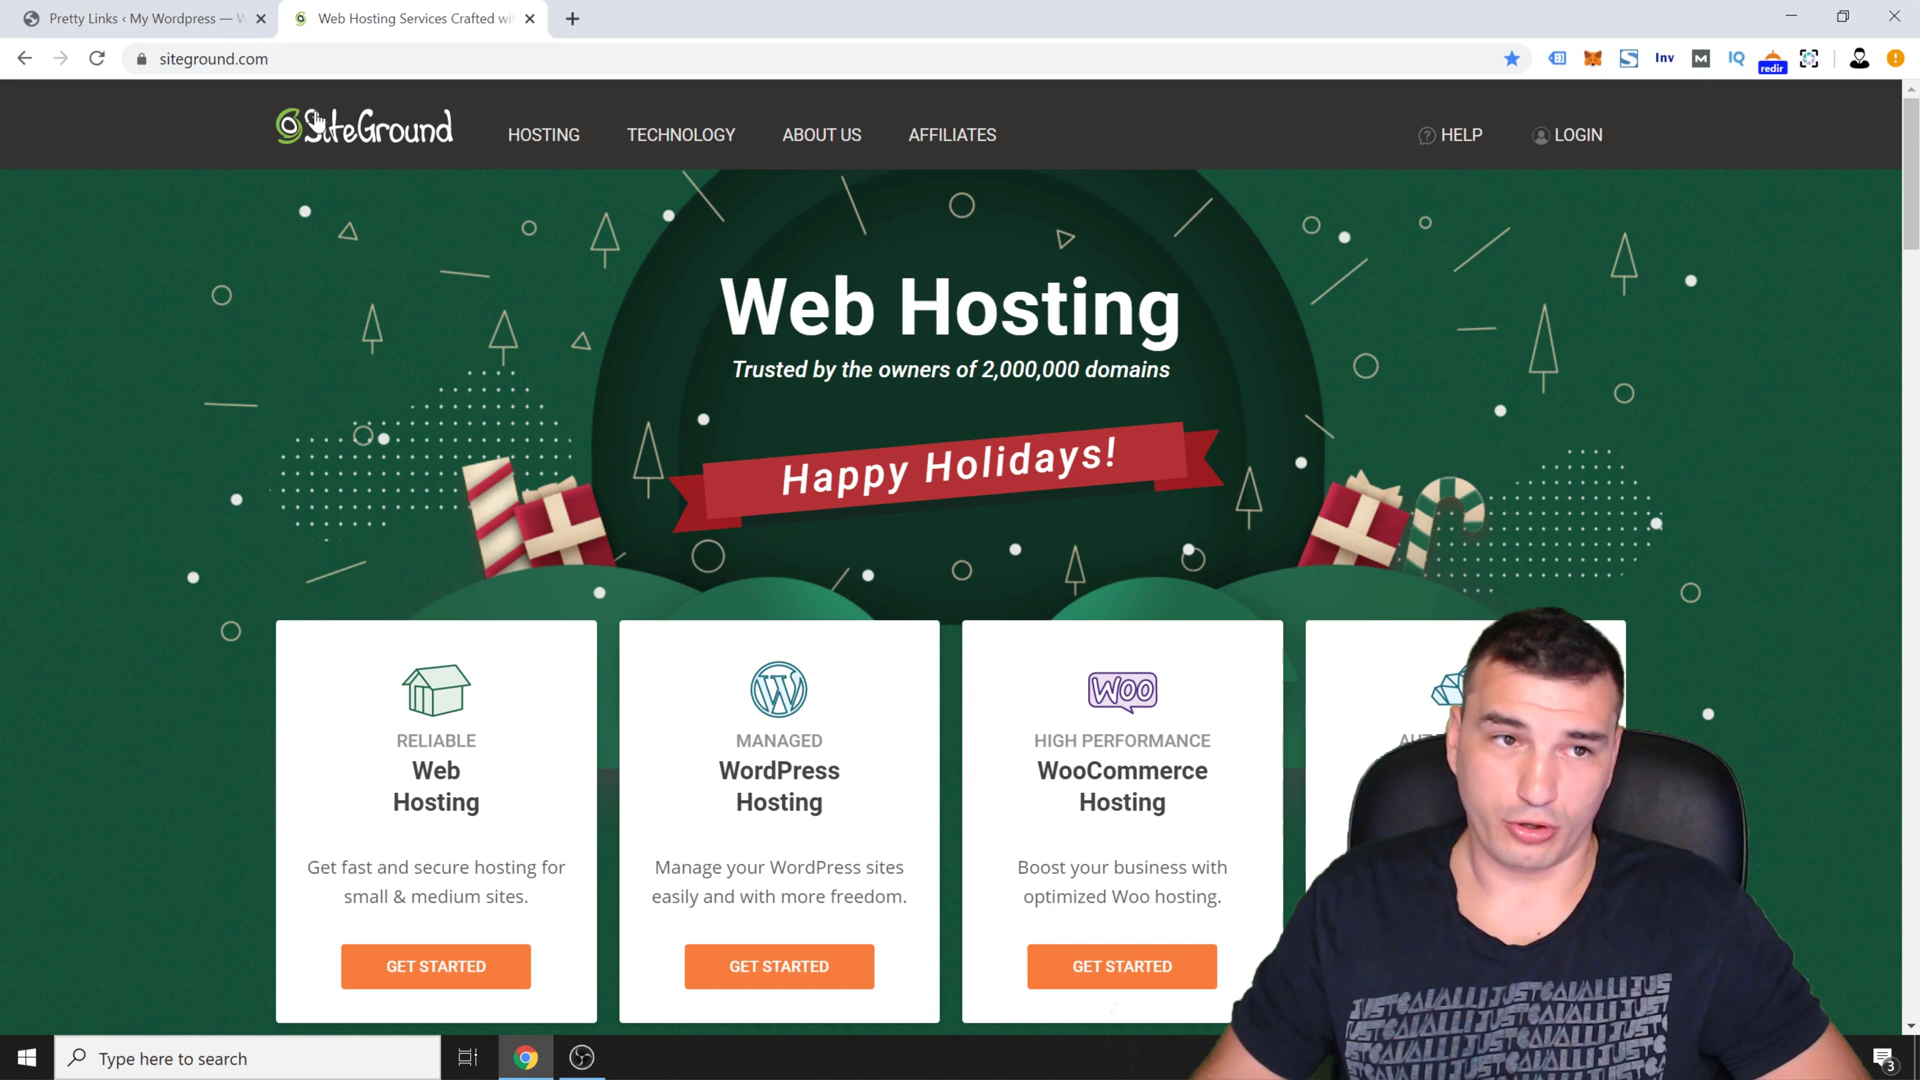 Pretty Links ‹ My Wordpress — W
Web Hosting Services Crafted wit
siteground.com
Inv
M
IQ
redir
SiteGround
HOSTING
TECHNOLOGY
ABOUT US
AFFILIATES
HELP
LOGIN
Web Hosting
Trusted by the owners of 2,000,000 domains
Happy Holidays!
RELIABLE
Web
Hosting
Get fast and secure hosting for
small & medium sites.
GET STARTED
MANAGED
WordPress
Hosting
Manage your WordPress sites
easily and with more freedom.
GET STARTED
WOO
HIGH PERFORMANCE
WooCommerce
Hosting
Boost your business with
optimized Woo hosting.
GET STARTED
Type here to search
3